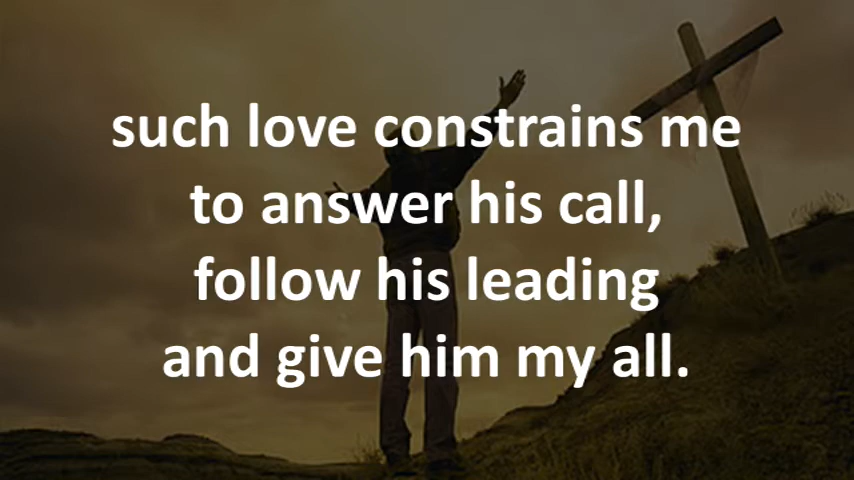 such love constrains me
to answer his call,
follow his leading
and give him my all.